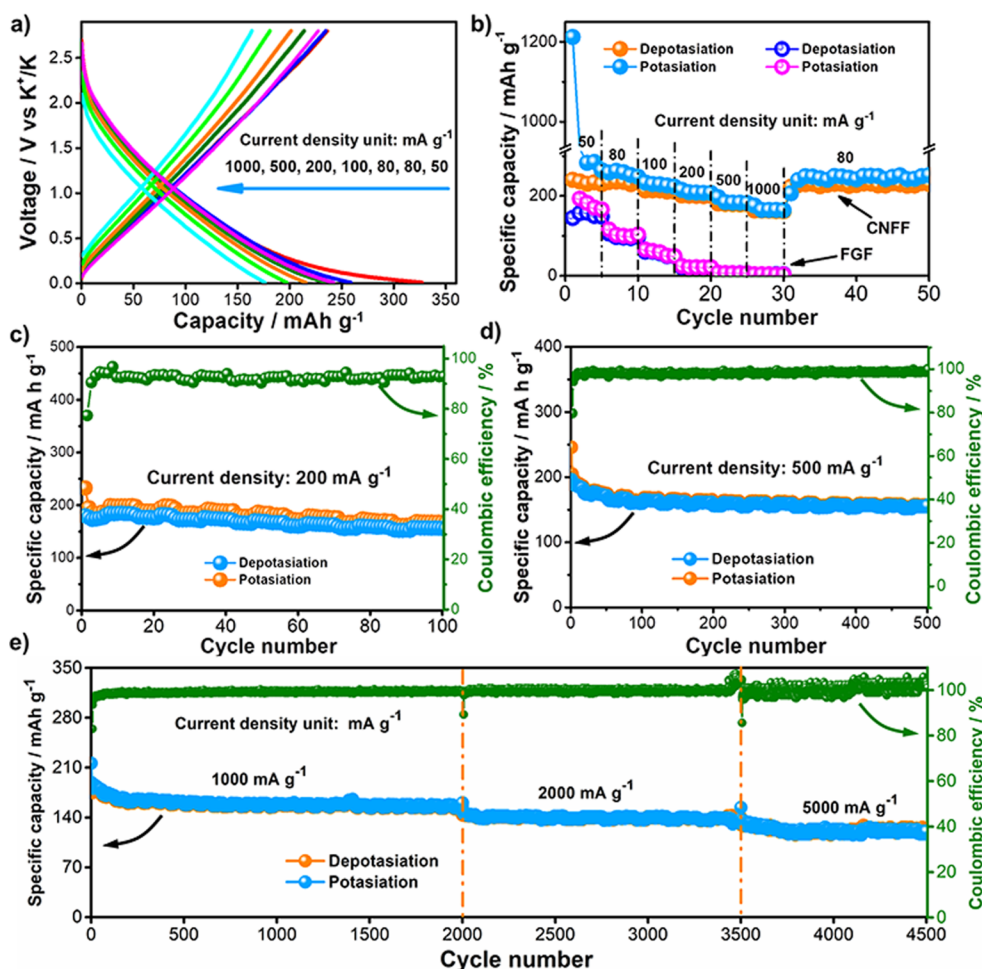 a)
2.5
2.0
1.5
1.0
0.5
0.0
Voltage / V vs K⁺/K
Current density unit: mA g⁻¹
1000, 500, 200, 100, 80, 80, 50
0 50 100 150 200 250 300 350
Capacity / mAh g⁻¹
b)
1200
1000
200
0
Specific capacity / mAh g⁻¹
Depotasiation Depotasiation
Potasiation Potasiation
Current density unit: mA g⁻¹
50 80 100 200 500 1000 80
CNFF
FGF
0 10 20 30 40 50
Cycle number
c)
500
450
400
350
300
250
200
150
100
50
0
Specific capacity / mA h g⁻¹
Current density: 200 mA g⁻¹
Depotasiation
Potasiation
100
80
60
40
20
0
Coulombic efficiency / %
0 20 40 60 80 100
Cycle number
d)
400
350
300
250
200
150
100
50
0
Specific capacity / mA h g⁻¹
Current density: 500 mA g⁻¹
Depotasiation
Potasiation
100
80
60
40
20
0
Coulombic efficiency / %
0 100 200 300 400 500
Cycle number
e)
350
280
210
140
70
0
Specific capacity / mAh g⁻¹
Current density unit: mA g⁻¹
1000 mA g⁻¹ 2000 mA g⁻¹ 5000 mA g⁻¹
Depotasiation
Potasiation
100
80
60
40
20
0
Coulombic efficiency / %
0 500 1000 1500 2000 2500 3000 3500 4000 4500
Cycle number